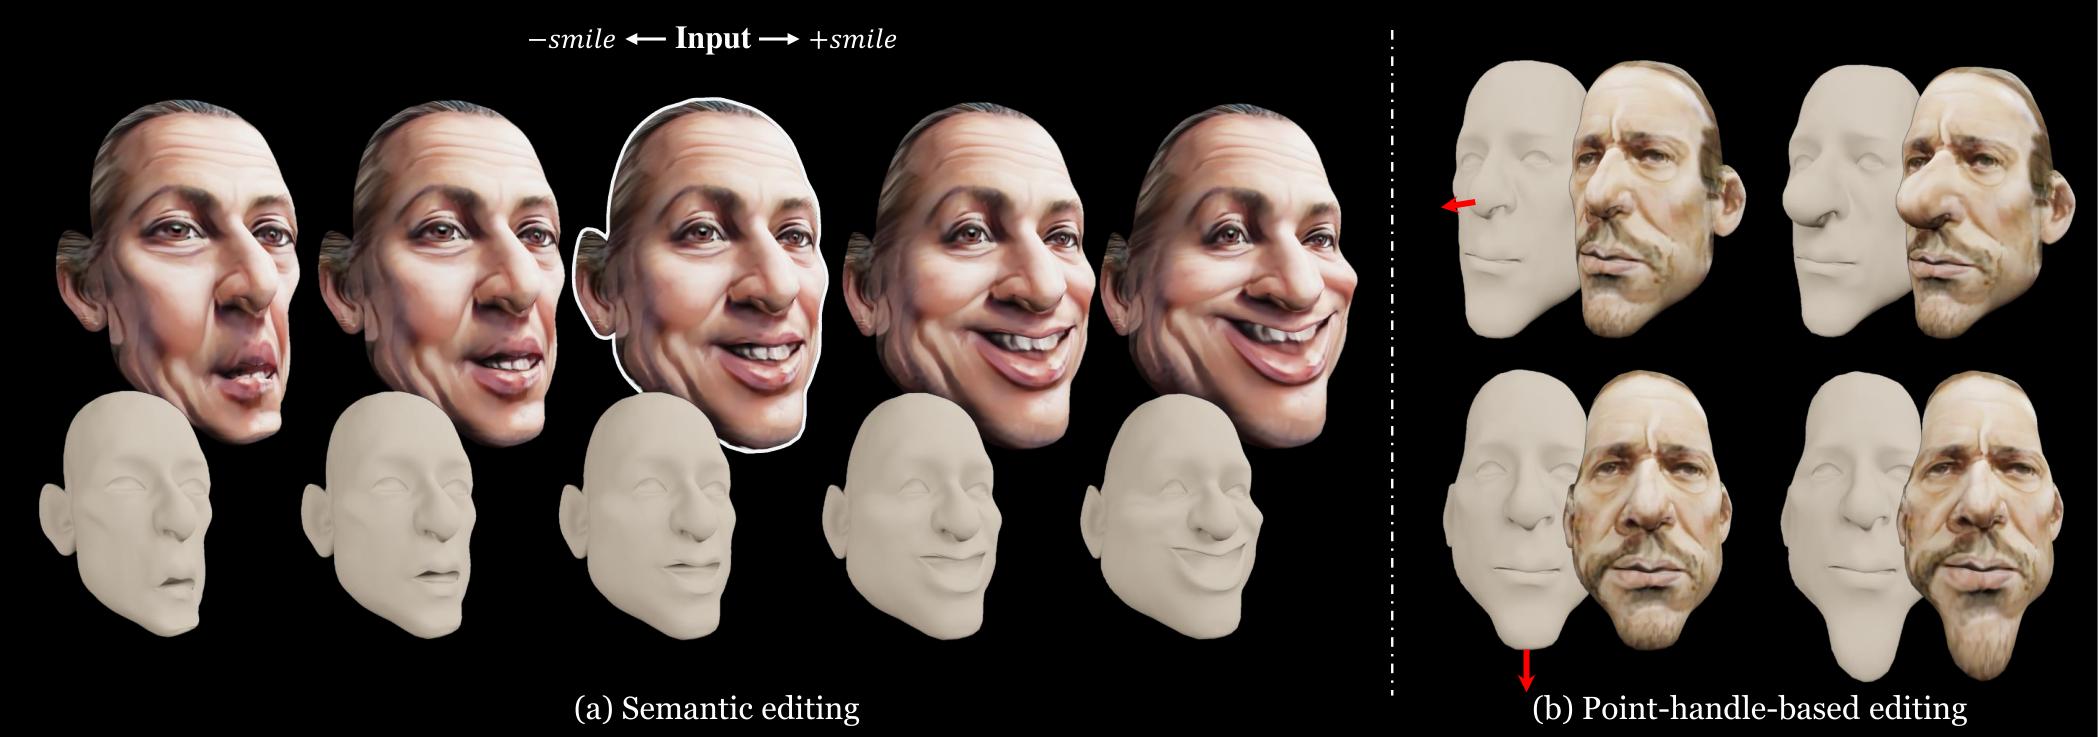 −smile ← Input → +smile
(a) Semantic editing
(b) Point-handle-based editing